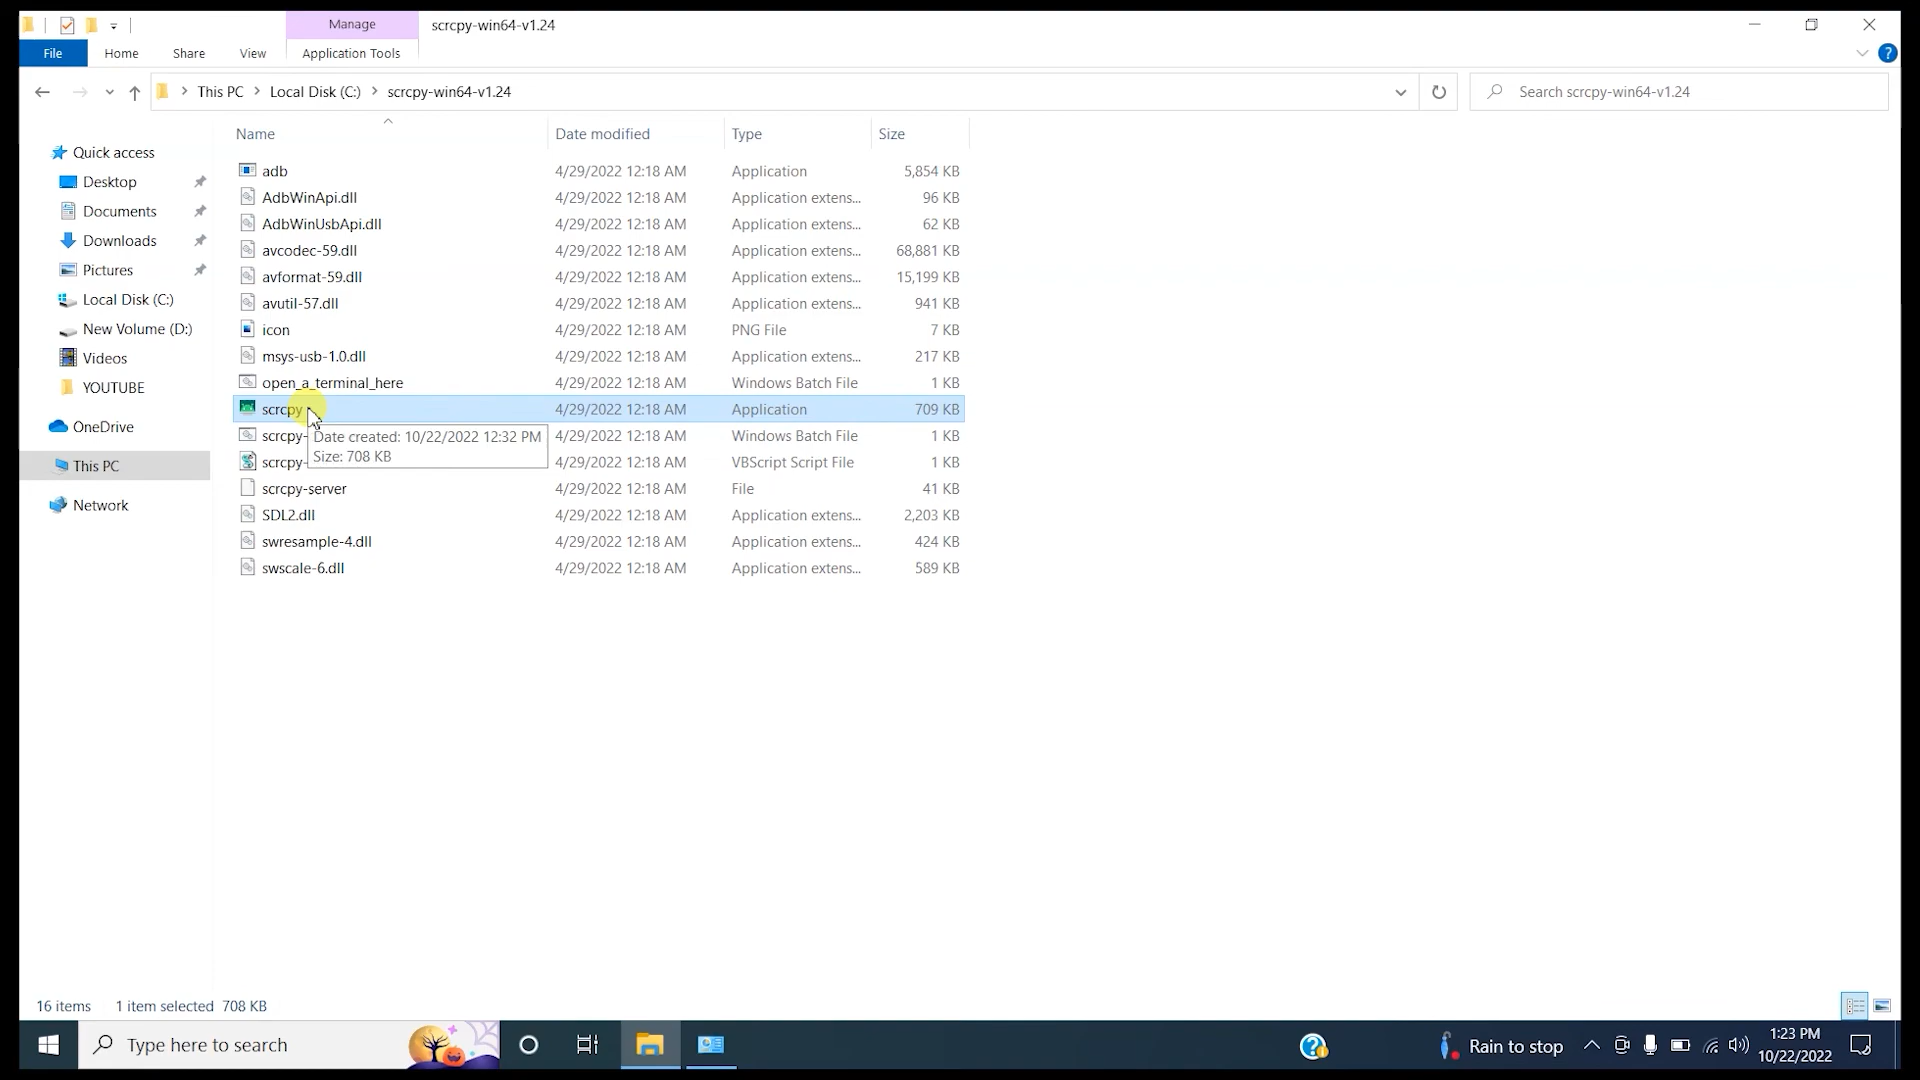 Manage
scrcpy-win64-v1.24
File
Home
Share
View
Application Tools
This PC
Local Disk (C:)
scrcpy-win64-v1.24
Search scrcpy-win64-v1.24
Name
Date modified
Type
Size
Quick access
Desktop
Documents
Downloads
Pictures
Local Disk (C:)
New Volume (D:)
Videos
YOUTUBE
OneDrive
This PC
Network
adb 4/29/2022 12:18 AM Application 5,854 KB
AdbWinApi.dll 4/29/2022 12:18 AM Application extens... 96 KB
AdbWinUsbApi.dll 4/29/2022 12:18 AM Application extens... 62 KB
avcodec-59.dll 4/29/2022 12:18 AM Application extens... 68,881 KB
avformat-59.dll 4/29/2022 12:18 AM Application extens... 15,199 KB
avutil-57.dll 4/29/2022 12:18 AM Application extens... 941 KB
icon 4/29/2022 12:18 AM PNG File 7 KB
msys-usb-1.0.dll 4/29/2022 12:18 AM Application extens... 217 KB
open_a_terminal_here 4/29/2022 12:18 AM Windows Batch File 1 KB
scrcpy 4/29/2022 12:18 AM Application 709 KB
scrcpy- 4/29/2022 12:18 AM Windows Batch File 1 KB
scrcpy- 4/29/2022 12:18 AM VBScript Script File 1 KB
scrcpy-server 4/29/2022 12:18 AM File 41 KB
SDL2.dll 4/29/2022 12:18 AM Application extens... 2,203 KB
swresample-4.dll 4/29/2022 12:18 AM Application extens... 424 KB
swscale-6.dll 4/29/2022 12:18 AM Application extens... 589 KB
Date created: 10/22/2022 12:32 PM
Size: 708 KB
16 items
1 item selected 708 KB
Type here to search
Rain to stop
1:23 PM
10/22/2022